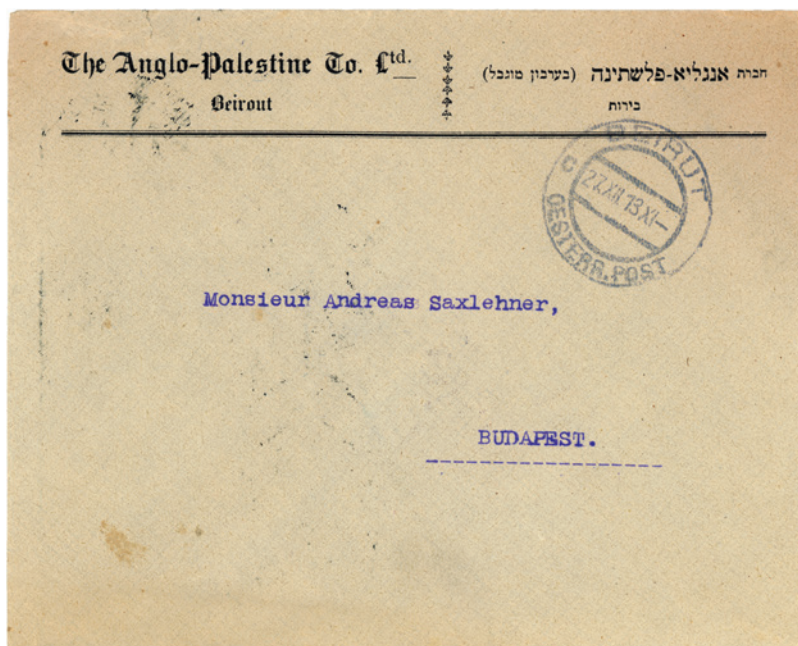 The Anglo-Palestine Co. Ltd.
Beirout
חברת אנגליא-פלשתינה (בערבון מוגבל)
בירות
BEIRUT
C
27.XII.13.XI–
OESTERR.POST
Monsieur Andreas Saxlehner,
BUDAPEST.